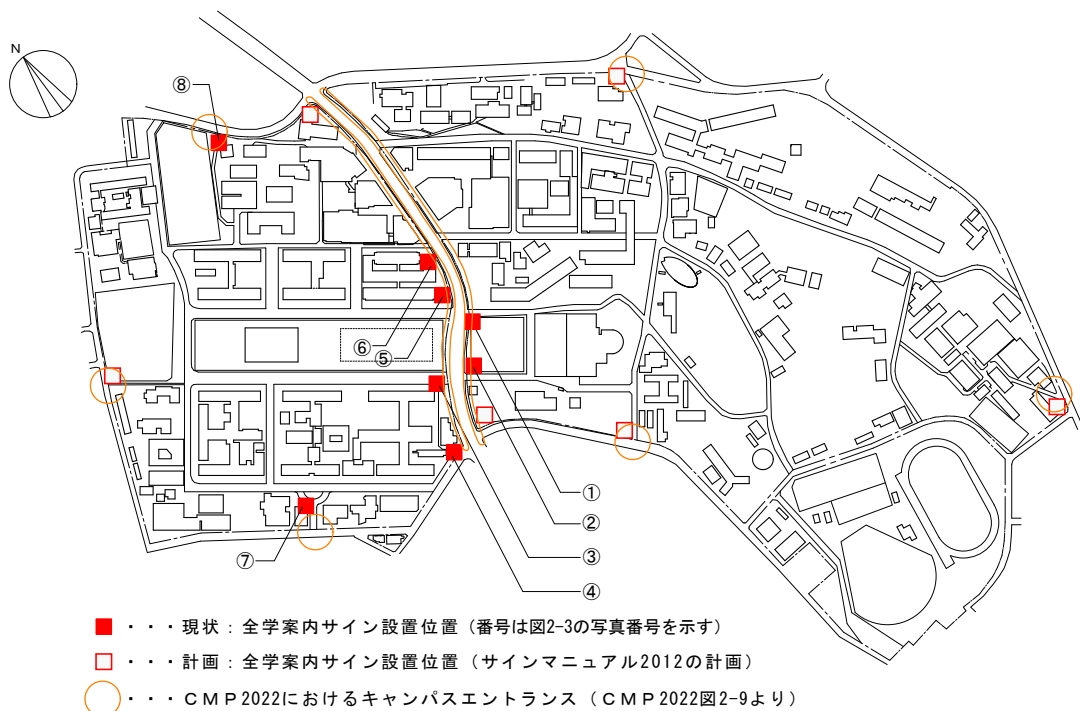 N
⑧
⑥
⑤
①
②
③
④
⑦
・・・現状：全学案内サイン設置位置（番号は図2-3の写真番号を示す）
・・・計画：全学案内サイン設置位置（サインマニュアル2012の計画）
・・・ＣＭＰ2022におけるキャンパスエントランス（ＣＭＰ2022図2-9より）